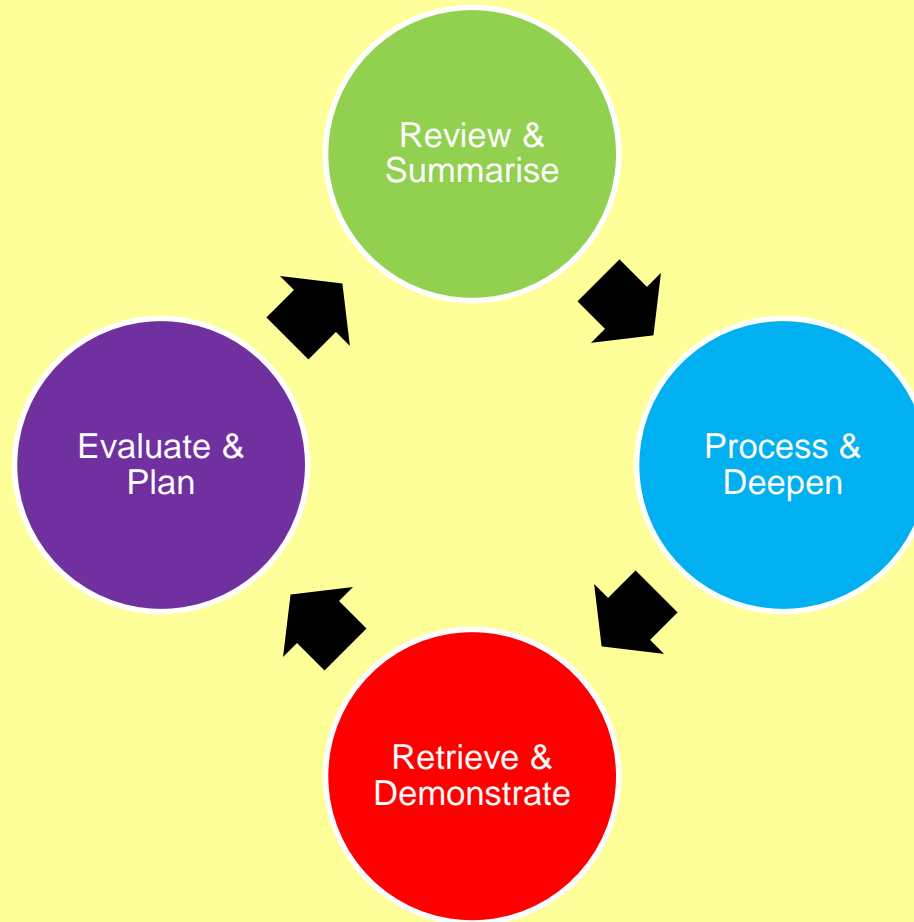 Review &
Summarise
Process &
Deepen
Retrieve &
Demonstrate
Evaluate &
Plan